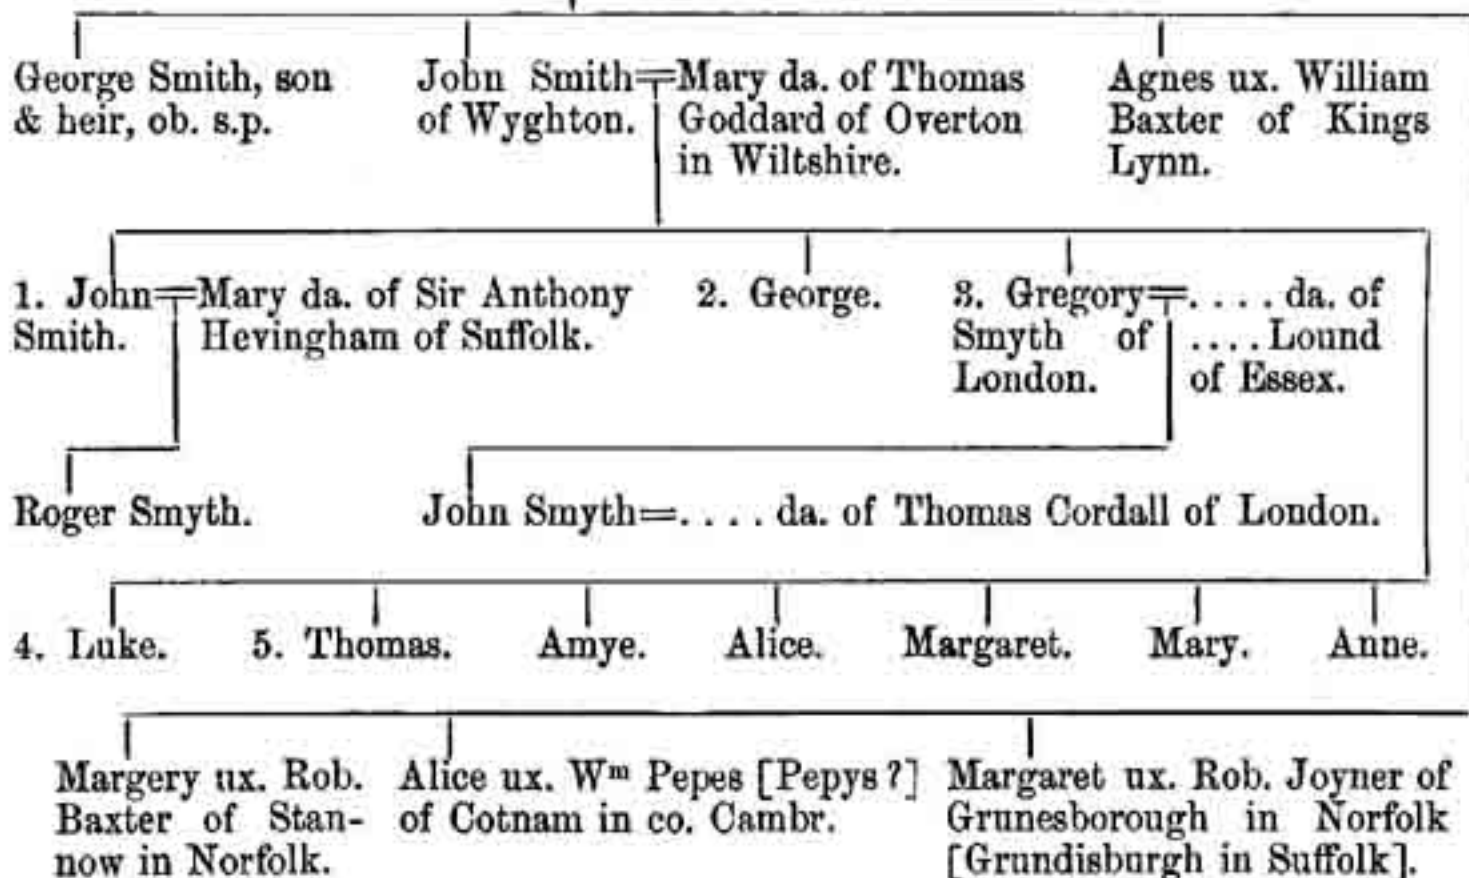 George Smith, son
& heir, ob. s.p.
John Smith=Mary da. of Thomas
of Wyghton. Goddard of Overton
in Wiltshire.
Agnes ux. William
Baxter of Kings
Lynn.
1. John=Mary da. of Sir Anthony
Smith. Hevingham of Suffolk.
2. George.
3. Gregory=.... da. of
Smyth of ....Lound
London. of Essex.
Roger Smyth.
John Smyth=.... da. of Thomas Cordall of London.
4. Luke. 5. Thomas. Amye. Alice. Margaret. Mary. Anne.
Margery ux. Rob.
Baxter of Stan-
now in Norfolk.
Alice ux. Wᵐ Pepes [Pepys?]
of Cotnam in co. Cambr.
Margaret ux. Rob. Joyner of
Grunesborough in Norfolk
[Grundisburgh in Suffolk].